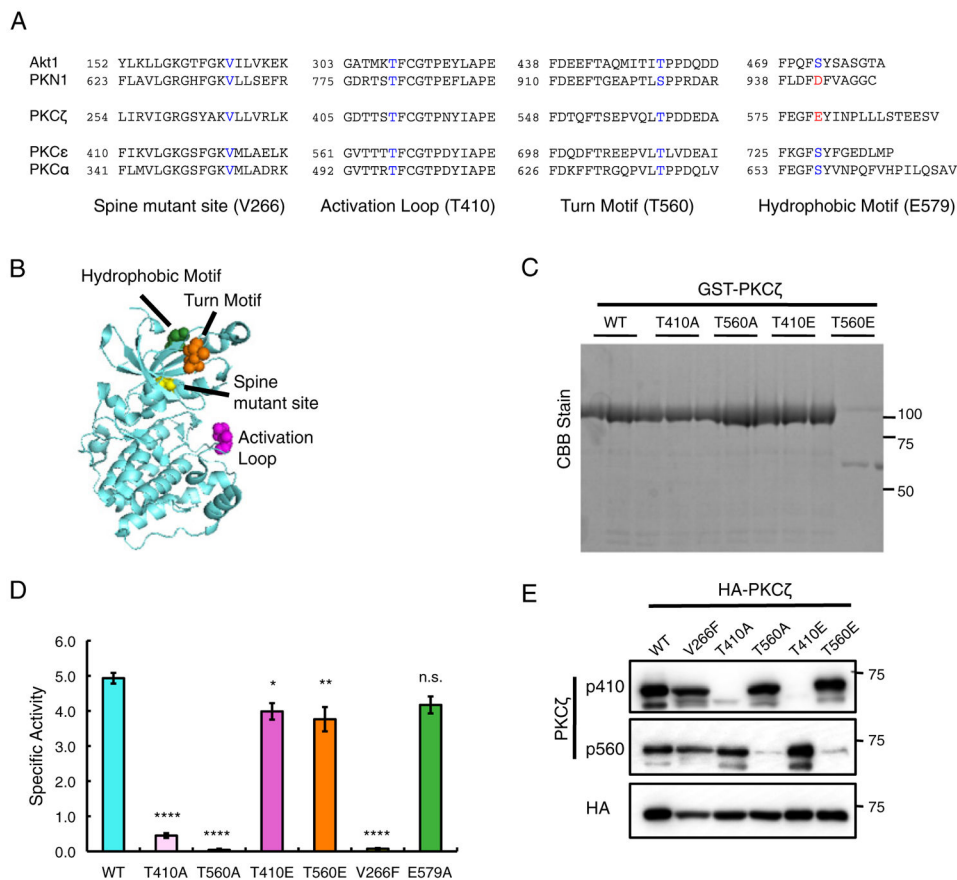 A
Akt1 152 YLKLLGKGTFGKVILVKEK 303 GATMKTFCGTPEYLAPE 438 FDEEFTAQMITITPPDQDD 469 FPQFSYSASGTA
PKN1 623 FLAVLGRGHFGKVLLSEFR 775 GDRTSTFCGTPEYLAPE 910 FDEEFTGEAPTLSPPRDAR 938 FLDFDFVAGGC
PKCζ 254 LIRVIGRGSYAKVLLVRLK 405 GDTTSTFCGTPNYIAPE 548 FDTQFTSEPVQLTPDDEDA 575 FEGFEYINPLLLSTEESV
PKCε 410 FIKVLGKGSFGKVMLAELK 561 GVTTTTFCGTPDYIAPE 698 FDQDFTREEPVLTLVDEAI 725 FKGFSYFGEDLMP
PKCα 341 FLMVLGKGSFGKVMLADRK 492 GVTTRTFCGTPDYIAPE 626 FDKFFTRGQPVLTPPDQLV 653 FEGFSYVNPQFVHPILQSAV
Spine mutant site (V266) Activation Loop (T410) Turn Motif (T560) Hydrophobic Motif (E579)
B
Hydrophobic Motif
Turn Motif
Spine
mutant site
Activation
Loop
C
GST-PKCζ
WT T410A T560A T410E T560E
CBB Stain
100
75
50
D
Specific Activity
6.0
5.0
4.0
3.0
2.0
1.0
0.0
**** **** * ** **** n.s.
WT T410A T560A T410E T560E V266F E579A
E
HA-PKCζ
WT V266F T410A T560A T410E T560E
PKCζ
p410 75
p560 75
HA 75